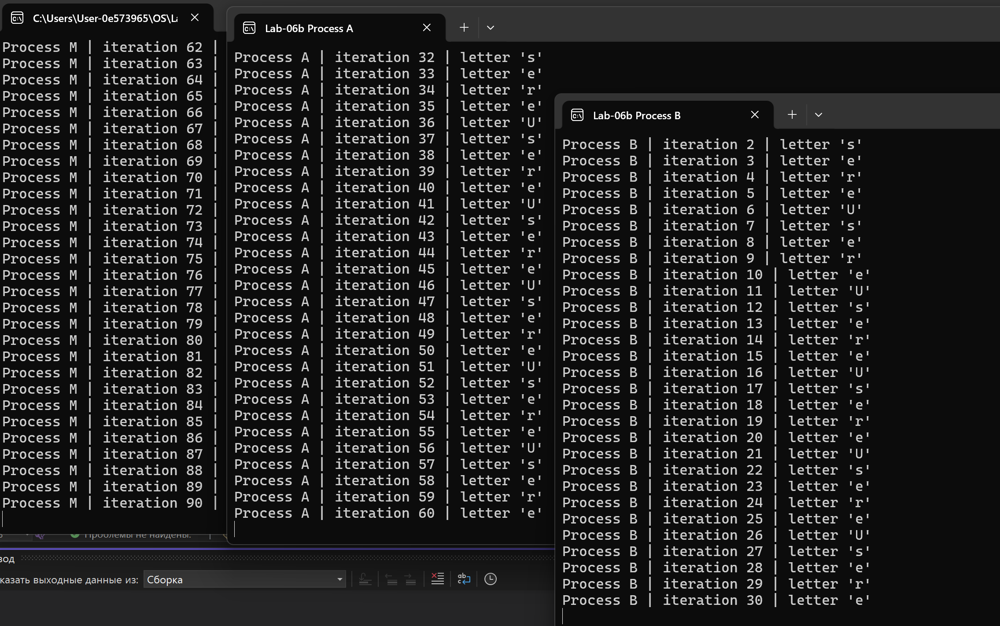 C:\Users\User-0e573965\OS\La
Process M | iteration 62 |
Process M | iteration 63 |
Process M | iteration 64 |
Process M | iteration 65 |
Process M | iteration 66 |
Process M | iteration 67 |
Process M | iteration 68 |
Process M | iteration 69 |
Process M | iteration 70 |
Process M | iteration 71 |
Process M | iteration 72 |
Process M | iteration 73 |
Process M | iteration 74 |
Process M | iteration 75 |
Process M | iteration 76 |
Process M | iteration 77 |
Process M | iteration 78 |
Process M | iteration 79 |
Process M | iteration 80 |
Process M | iteration 81 |
Process M | iteration 82 |
Process M | iteration 83 |
Process M | iteration 84 |
Process M | iteration 85 |
Process M | iteration 86 |
Process M | iteration 87 |
Process M | iteration 88 |
Process M | iteration 89 |
Process M | iteration 90 |
Lab-06b Process A
Process A | iteration 32 | letter 's'
Process A | iteration 33 | letter 'e'
Process A | iteration 34 | letter 'r'
Process A | iteration 35 | letter 'e'
Process A | iteration 36 | letter 'U'
Process A | iteration 37 | letter 's'
Process A | iteration 38 | letter 'e'
Process A | iteration 39 | letter 'r'
Process A | iteration 40 | letter 'e'
Process A | iteration 41 | letter 'U'
Process A | iteration 42 | letter 's'
Process A | iteration 43 | letter 'e'
Process A | iteration 44 | letter 'r'
Process A | iteration 45 | letter 'e'
Process A | iteration 46 | letter 'U'
Process A | iteration 47 | letter 's'
Process A | iteration 48 | letter 'e'
Process A | iteration 49 | letter 'r'
Process A | iteration 50 | letter 'e'
Process A | iteration 51 | letter 'U'
Process A | iteration 52 | letter 's'
Process A | iteration 53 | letter 'e'
Process A | iteration 54 | letter 'r'
Process A | iteration 55 | letter 'e'
Process A | iteration 56 | letter 'U'
Process A | iteration 57 | letter 's'
Process A | iteration 58 | letter 'e'
Process A | iteration 59 | letter 'r'
Process A | iteration 60 | letter 'e'
Lab-06b Process B
Process B | iteration 2 | letter 's'
Process B | iteration 3 | letter 'e'
Process B | iteration 4 | letter 'r'
Process B | iteration 5 | letter 'e'
Process B | iteration 6 | letter 'U'
Process B | iteration 7 | letter 's'
Process B | iteration 8 | letter 'e'
Process B | iteration 9 | letter 'r'
Process B | iteration 10 | letter 'e'
Process B | iteration 11 | letter 'U'
Process B | iteration 12 | letter 's'
Process B | iteration 13 | letter 'e'
Process B | iteration 14 | letter 'r'
Process B | iteration 15 | letter 'e'
Process B | iteration 16 | letter 'U'
Process B | iteration 17 | letter 's'
Process B | iteration 18 | letter 'e'
Process B | iteration 19 | letter 'r'
Process B | iteration 20 | letter 'e'
Process B | iteration 21 | letter 'U'
Process B | iteration 22 | letter 's'
Process B | iteration 23 | letter 'e'
Process B | iteration 24 | letter 'r'
Process B | iteration 25 | letter 'e'
Process B | iteration 26 | letter 'U'
Process B | iteration 27 | letter 's'
Process B | iteration 28 | letter 'e'
Process B | iteration 29 | letter 'r'
Process B | iteration 30 | letter 'e'
Проблемы не найдены.
вод
казать выходные данные из: Сборка